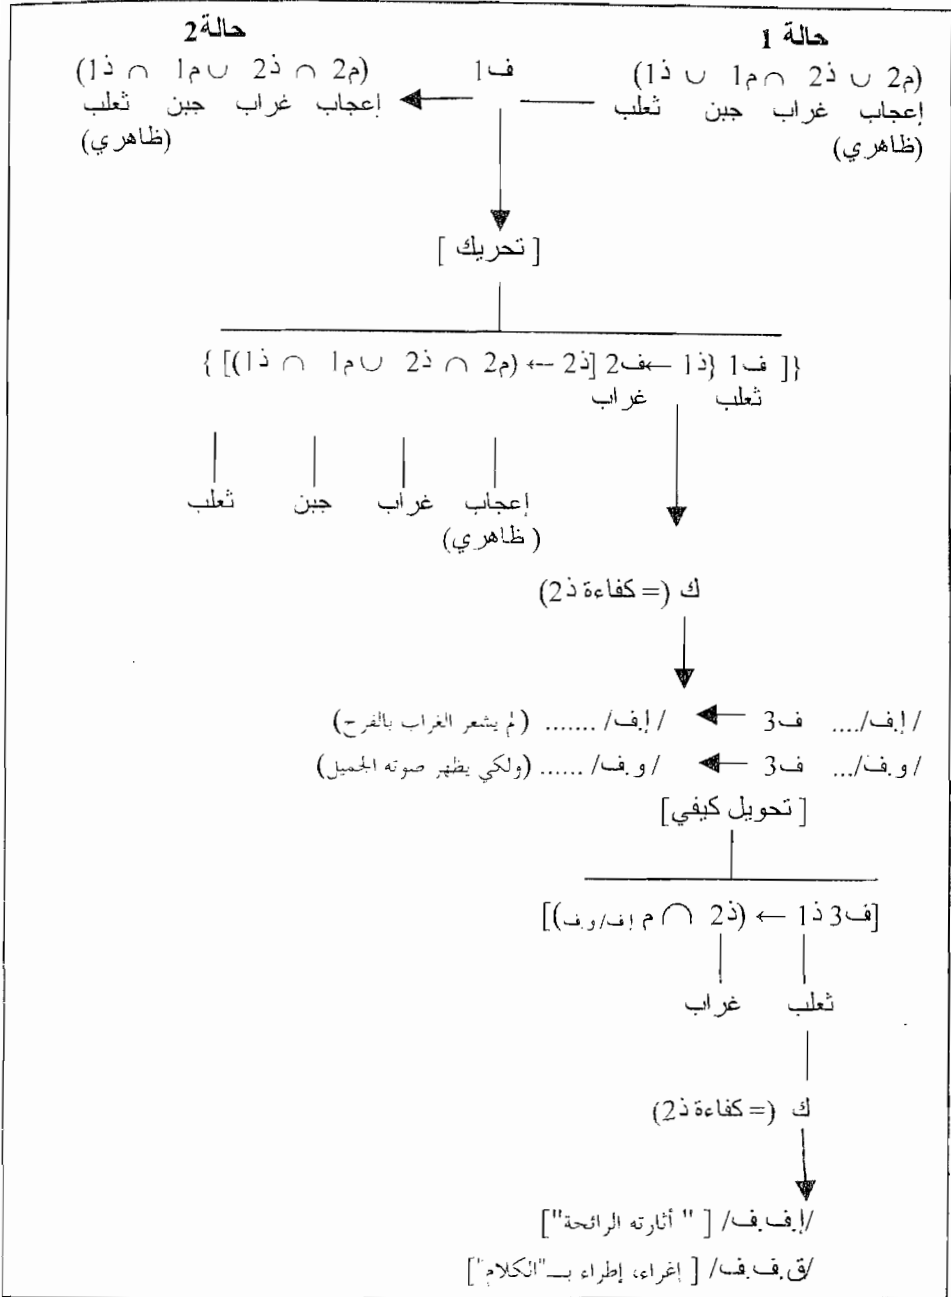 حالة 1
حالة2
(م2 ∪ ذ2 ∩ م1 ∪ ذ1)
ف1
(م2 ∩ ذ2 ∪ م1 ∩ ذ1)
إعجاب غراب جبن ثعلب
إعجاب غراب جبن ثعلب
(ظاهري)
(ظاهري)
[ تحريك ]
{[ ف1 {ذ1 ← ف2 [ذ2 ← (م2 ∩ ذ2 ∪ م1 ∩ ذ1)] }
ثعلب غراب
إعجاب غراب جبن ثعلب
( ظاهري)
ك (= كفاءة ذ2)
/ إ.ف/.... ف3 ← / إ.ف/ ....... (لم يشعر الغراب بالفرح)
/ و.ف/... ف3 ← / و.ف/ ...... (ولكي يظهر صوته الجميل)
[ تحويل كيفي]
[ف3 ذ1 ← (ذ2 ∩ م إف/و.ف)]
ثعلب غراب
ك (= كفاءة ذ2)
/إ.ف.ف/ [ " أثارته الرائحة"]
/ق.ف.ف/ [ إغراء، إطراء بـ"الكلام"]